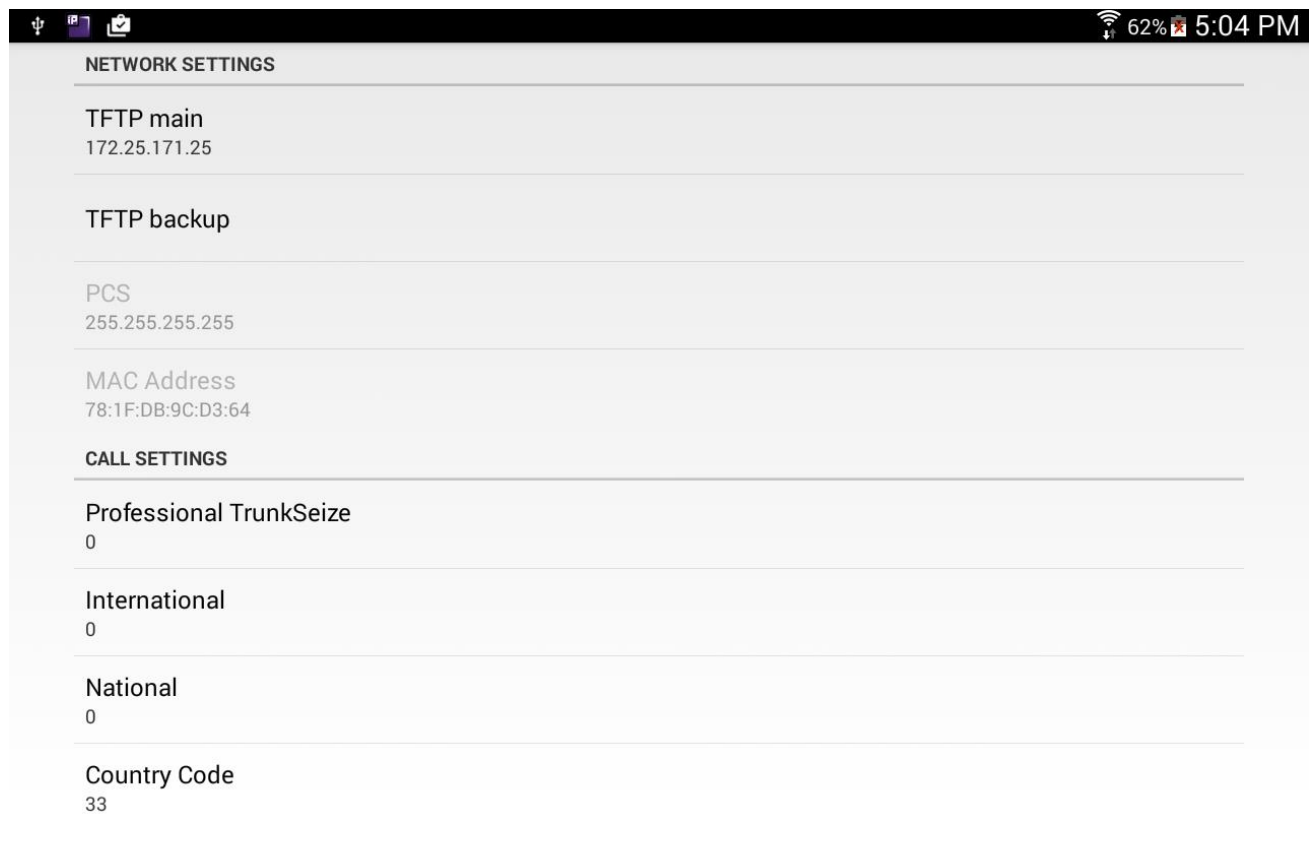 iP 62% 5:04 PM
NETWORK SETTINGS
TFTP main
172.25.171.25
TFTP backup
PCS
255.255.255.255
MAC Address
78:1F:DB:9C:D3:64
CALL SETTINGS
Professional TrunkSeize
0
International
0
National
0
Country Code
33